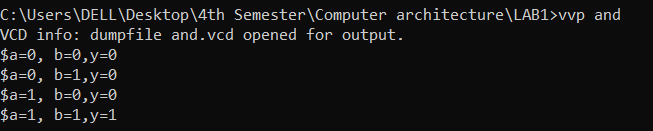 C:\Users\DELL\Desktop\4th Semester\Computer architecture\LAB1>vvp and
VCD info: dumpfile and.vcd opened for output.
$a=0, b=0,y=0
$a=0, b=1,y=0
$a=1, b=0,y=0
$a=1, b=1,y=1